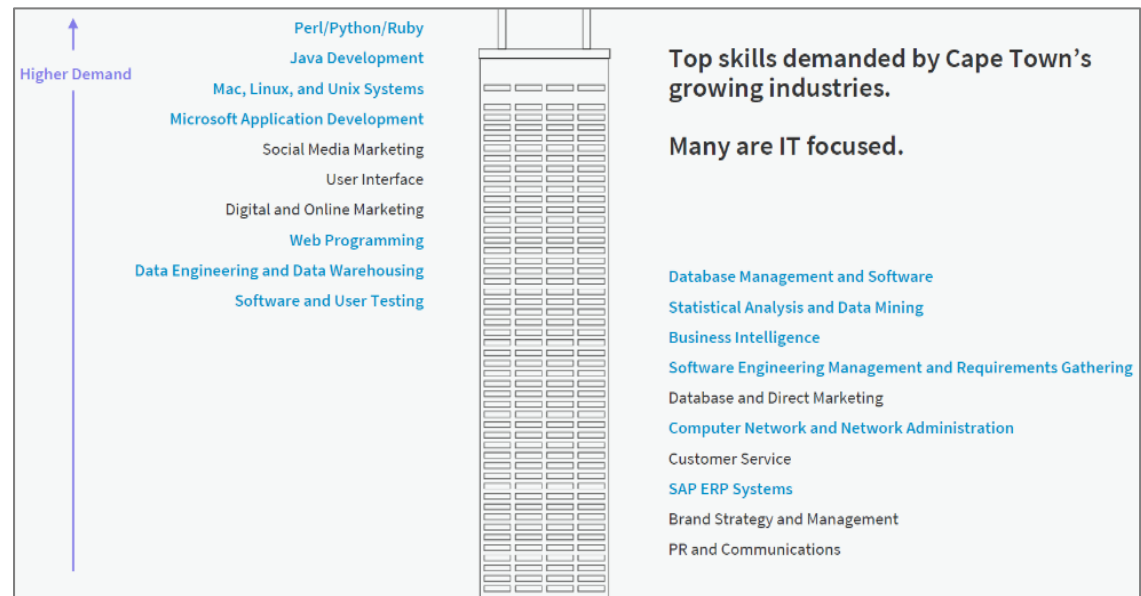 Higher Demand
Perl/Python/Ruby
Java Development
Mac, Linux, and Unix Systems
Microsoft Application Development
Social Media Marketing
User Interface
Digital and Online Marketing
Web Programming
Data Engineering and Data Warehousing
Software and User Testing
Top skills demanded by Cape Town’s
growing industries.
Many are IT focused.
Database Management and Software
Statistical Analysis and Data Mining
Business Intelligence
Software Engineering Management and Requirements Gathering
Database and Direct Marketing
Computer Network and Network Administration
Customer Service
SAP ERP Systems
Brand Strategy and Management
PR and Communications